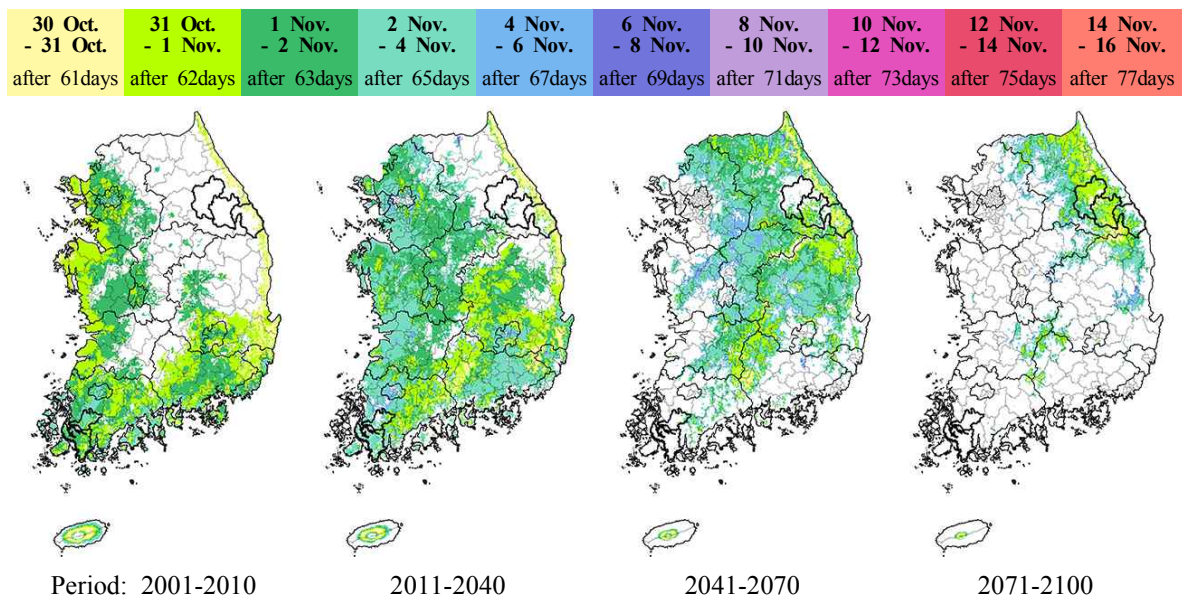 30 Oct. 31 Oct. 1 Nov. 2 Nov. 4 Nov. 6 Nov. 8 Nov. 10 Nov. 12 Nov. 14 Nov.
- 31 Oct. - 1 Nov. - 2 Nov. - 4 Nov. - 6 Nov. - 8 Nov. - 10 Nov. - 12 Nov. - 14 Nov. - 16 Nov.
after 61days after 62days after 63days after 65days after 67days after 69days after 71days after 73days after 75days after 77days
Period: 2001-2010 2011-2040 2041-2070 2071-2100